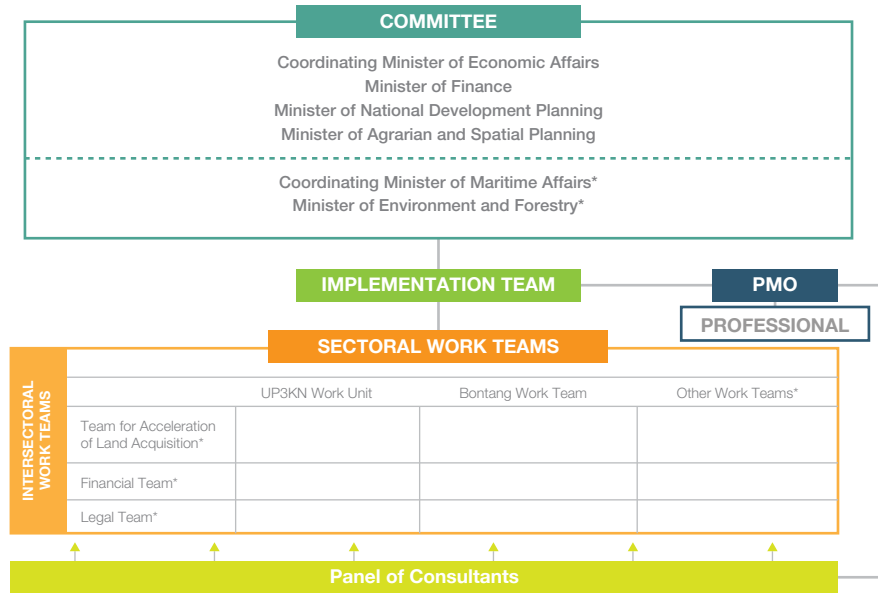 COMMITTEE
Coordinating Minister of Economic Affairs
Minister of Finance
Minister of National Development Planning
Minister of Agrarian and Spatial Planning
Coordinating Minister of Maritime Affairs*
Minister of Environment and Forestry*
IMPLEMENTATION TEAM
PMO
PROFESSIONAL
SECTORAL WORK TEAMS
INTERSECTORAL
WORK TEAMS
UP3KN Work Unit
Bontang Work Team
Other Work Teams*
Team for Acceleration
of Land Acquisition*
Financial Team*
Legal Team*
Panel of Consultants